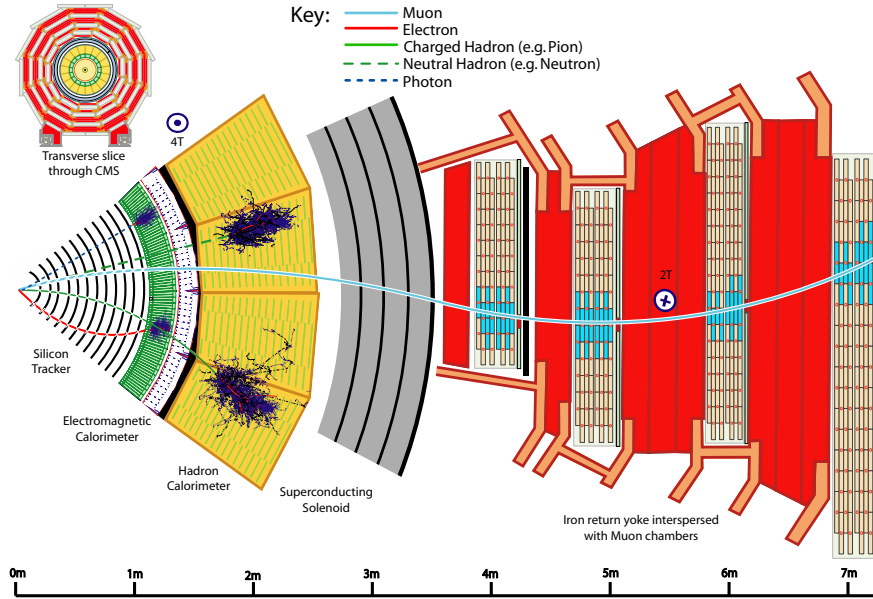 Key:
Muon
Electron
Charged Hadron (e.g. Pion)
Neutral Hadron (e.g. Neutron)
Photon
Transverse slice
through CMS
4T
2T
Silicon
Tracker
Electromagnetic
Calorimeter
Hadron
Calorimeter
Superconducting
Solenoid
Iron return yoke interspersed
with Muon chambers
0m 1m 2m 3m 4m 5m 6m 7m